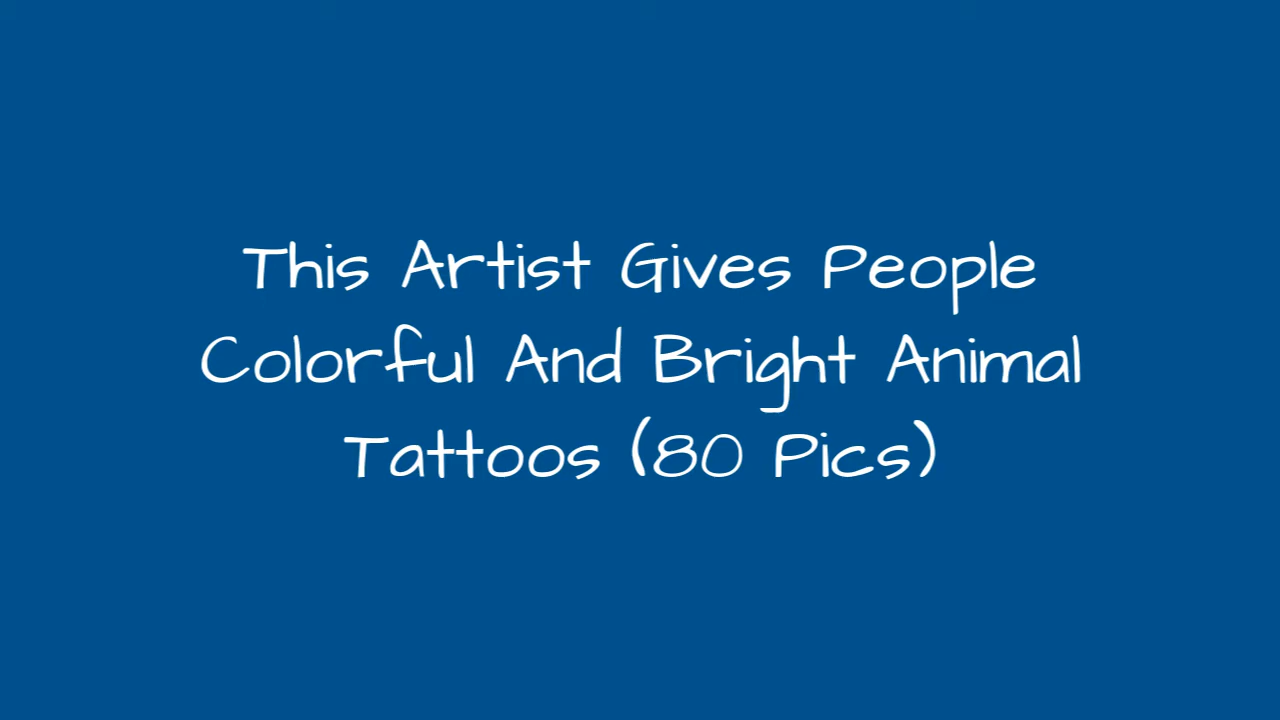 This Artist Gives People
Colorful And Bright Animal
Tattoos (80 Pics)